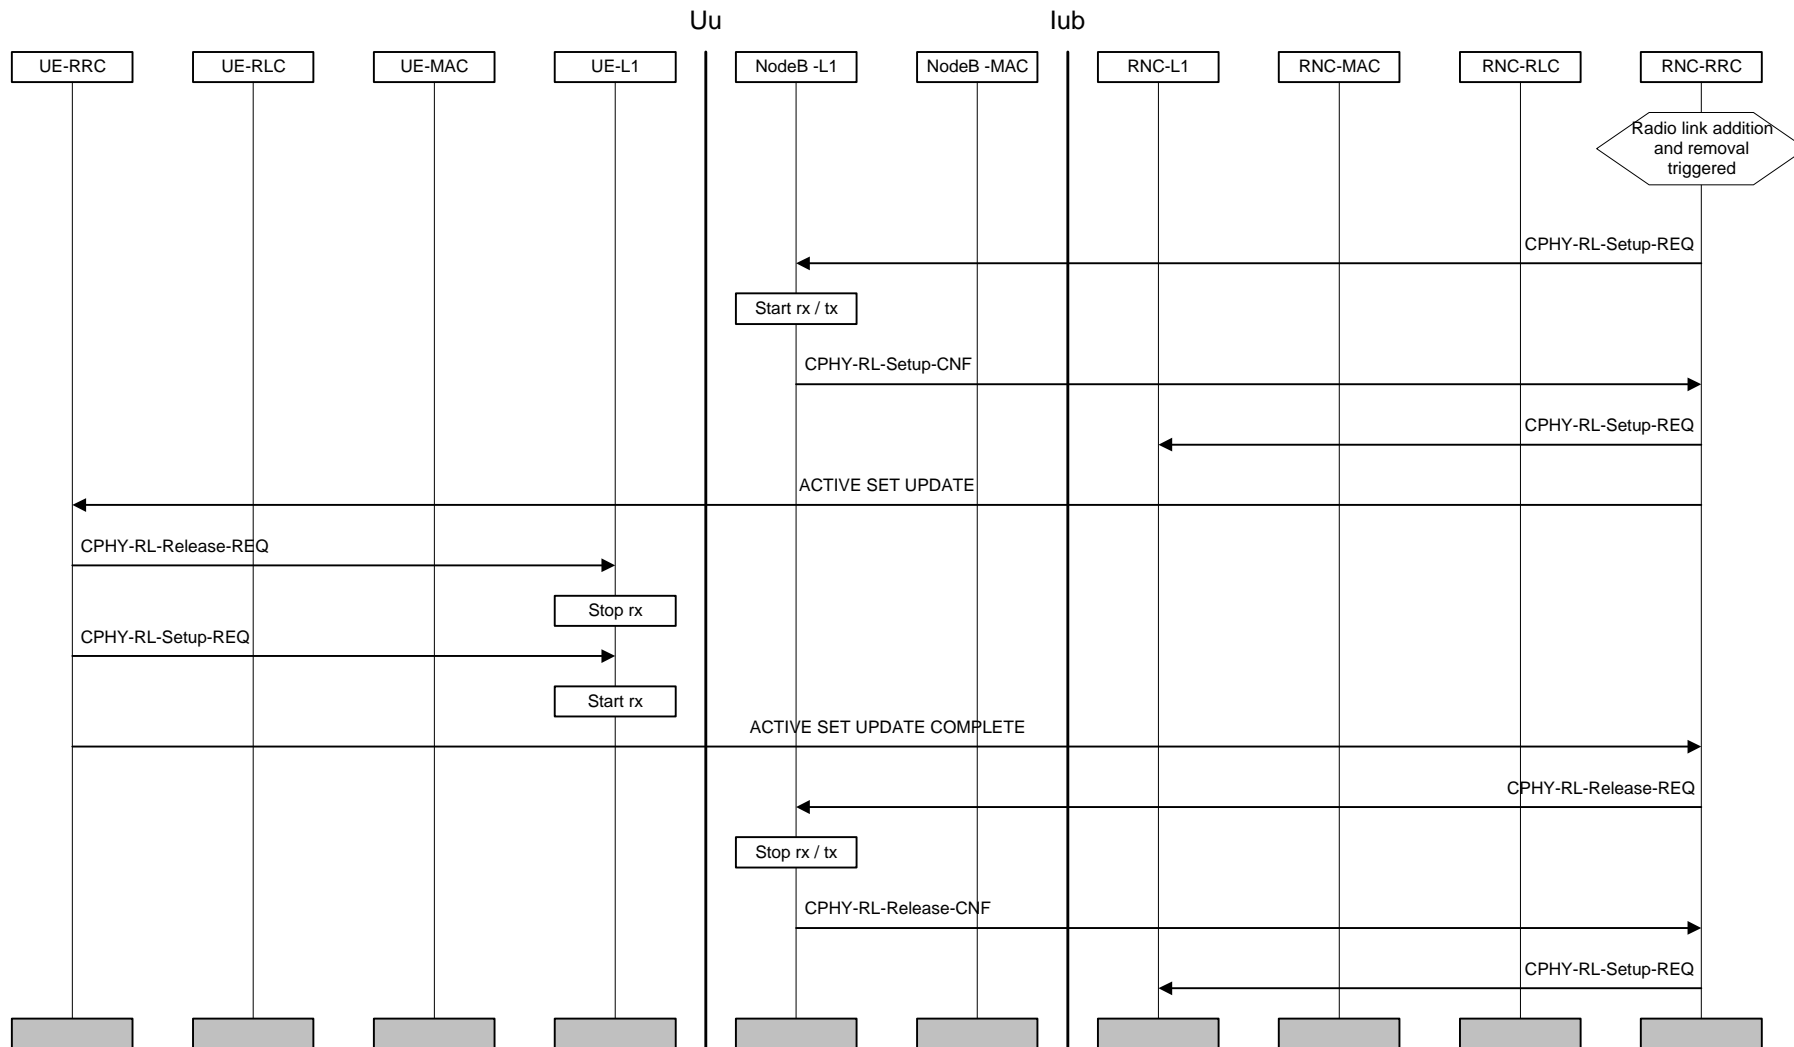 Uu
Iub
UE-RRC
UE-RLC
UE-MAC
UE-L1
NodeB -L1
NodeB -MAC
RNC-L1
RNC-MAC
RNC-RLC
RNC-RRC
Radio link addition
and removal
triggered
CPHY-RL-Setup-REQ
Start rx / tx
CPHY-RL-Setup-CNF
CPHY-RL-Setup-REQ
ACTIVE SET UPDATE
CPHY-RL-Release-REQ
Stop rx
CPHY-RL-Setup-REQ
Start rx
ACTIVE SET UPDATE COMPLETE
CPHY-RL-Release-REQ
Stop rx / tx
CPHY-RL-Release-CNF
CPHY-RL-Setup-REQ